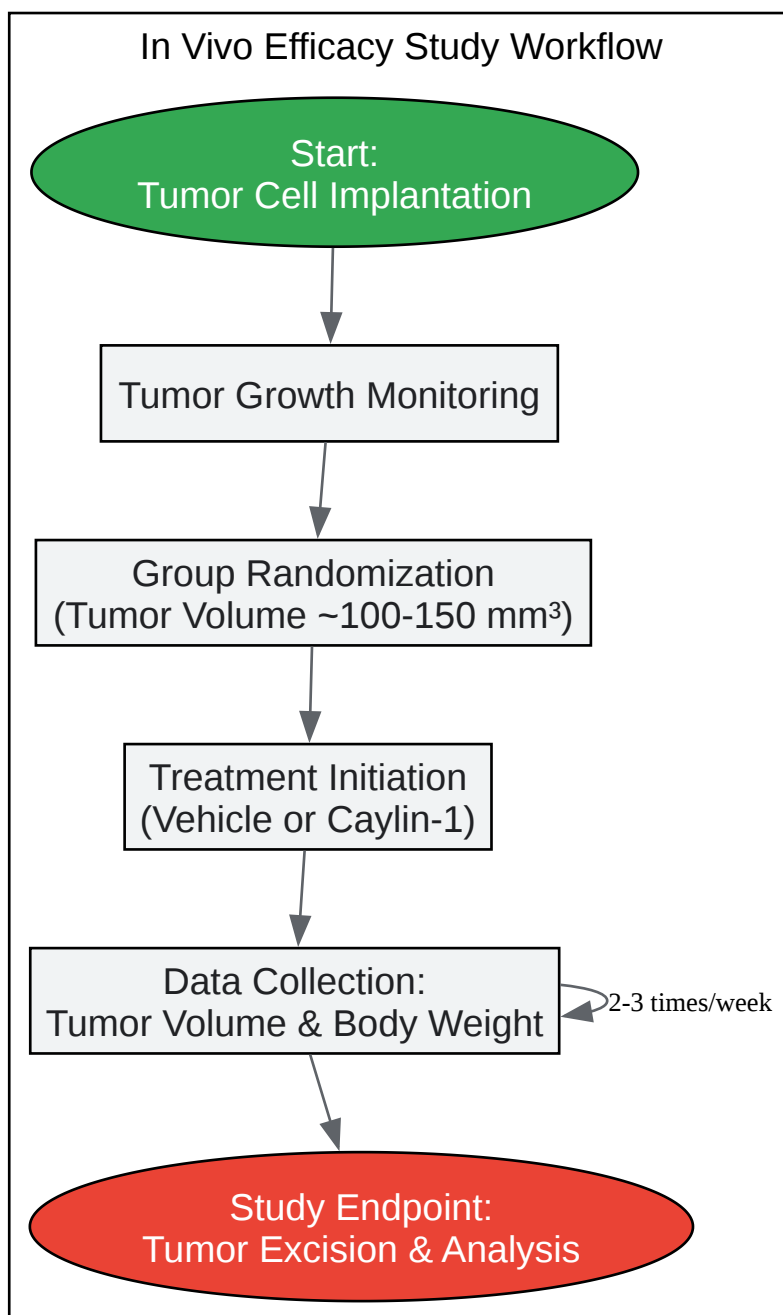 In Vivo Efficacy Study Workflow
Start:
Tumor Cell Implantation
Tumor Growth Monitoring
Group Randomization
(Tumor Volume ~100-150 mm³)
Treatment Initiation
(Vehicle or Caylin-1)
Data Collection:
Tumor Volume & Body Weight
2-3 times/week
Study Endpoint:
Tumor Excision & Analysis